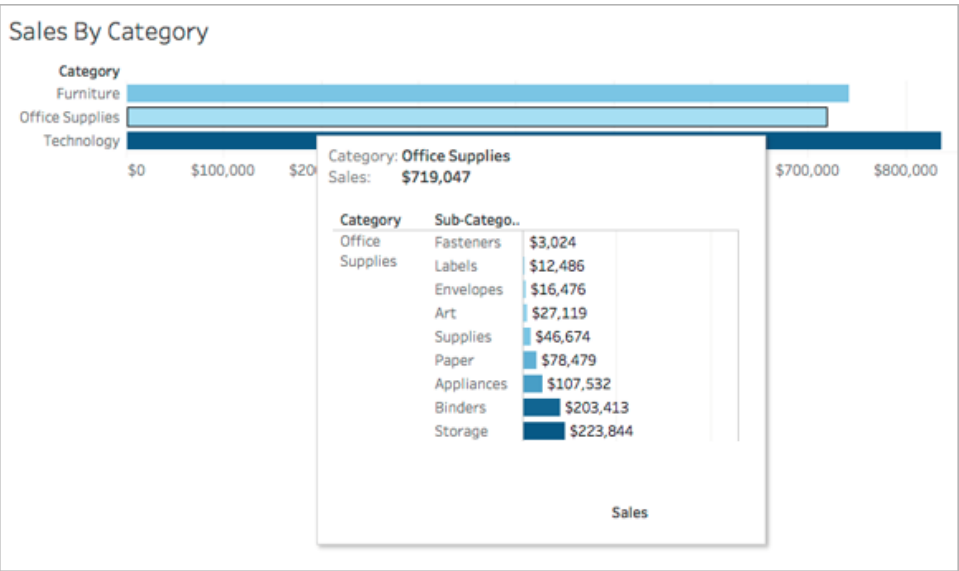 Sales By Category
Category
Furniture
Office Supplies
Technology
$0 $100,000 $20 $700,000 $800,000
Category: Office Supplies
Sales: $719,047
Category Sub-Catego..
Office Supplies
Fasteners $3,024
Labels $12,486
Envelopes $16,476
Art $27,119
Supplies $46,674
Paper $78,479
Appliances $107,532
Binders $203,413
Storage $223,844
Sales